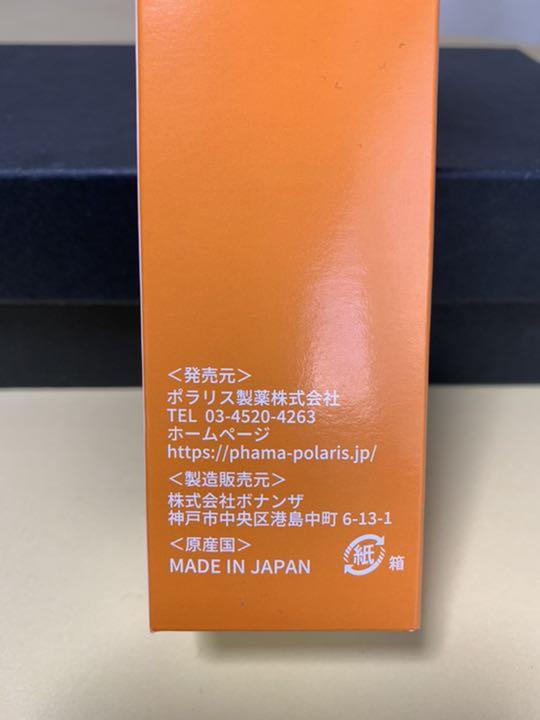 ＜発売元＞
ポラリス製薬株式会社
TEL 03-4520-4263
ホームページ
https://phama-polaris.jp/
＜製造販売元＞
株式会社ボナンザ
神戸市中央区港島中町 6-13-1
＜原産国＞
MADE IN JAPAN
紙 箱